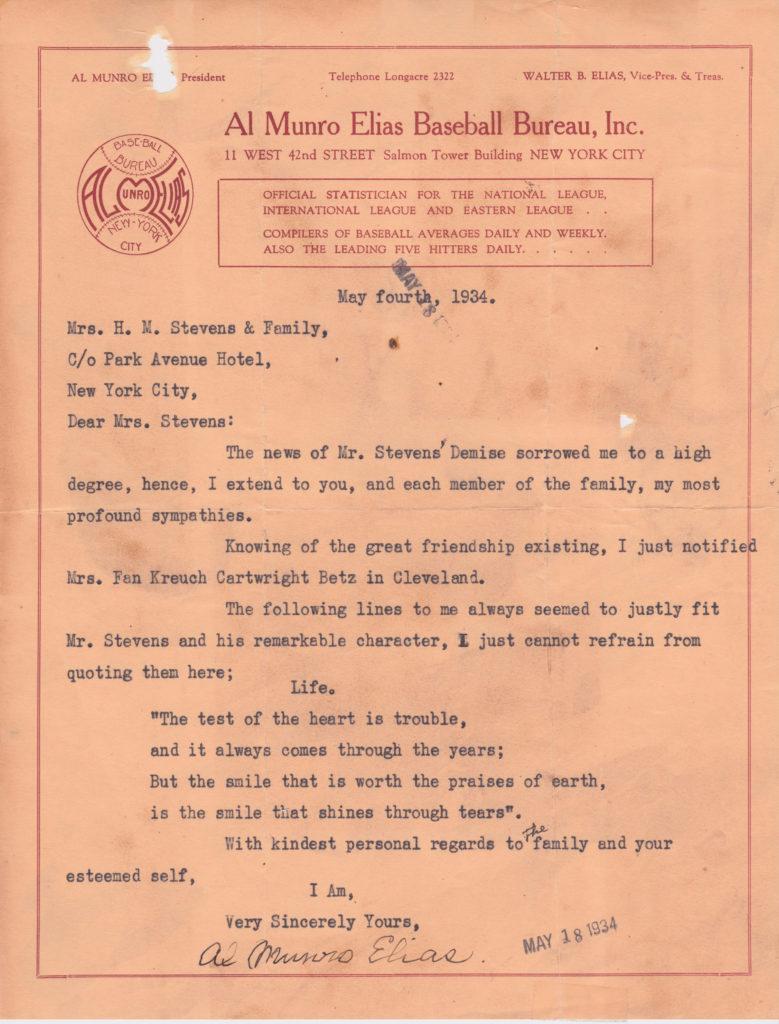 AL MUNRO E President Telephone Longacre 2322 WALTER B. ELIAS, Vice-Pres. & Treas.
Al Munro Elias Baseball Bureau, Inc.
11 WEST 42nd STREET Salmon Tower Building NEW YORK CITY
BASE-BALL
BUREAU
AL MUNRO ELIAS
NEW-YORK
CITY
OFFICIAL STATISTICIAN FOR THE NATIONAL LEAGUE,
INTERNATIONAL LEAGUE AND EASTERN LEAGUE . .
COMPILERS OF BASEBALL AVERAGES DAILY AND WEEKLY.
ALSO THE LEADING FIVE HITTERS DAILY. . . . . . .
MAY 18 1
May fourth, 1934.
Mrs. H. M. Stevens & Family,
C/o Park Avenue Hotel,
New York City,
Dear Mrs. Stevens:
The news of Mr. Stevens' Demise sorrowed me to a high
degree, hence, I extend to you, and each member of the family, my most
profound sympathies.
Knowing of the great friendship existing, I just notified
Mrs. Fan Kreuch Cartwright Betz in Cleveland.
The following lines to me always seemed to justly fit
Mr. Stevens and his remarkable character, I just cannot refrain from
quoting them here;
Life.
"The test of the heart is trouble,
and it always comes through the years;
But the smile that is worth the praises of earth,
is the smile that shines through tears".
With kindest personal regards to the family and your
esteemed self,
I Am,
Very Sincerely Yours,
Al Munro Elias.
MAY 18 1934